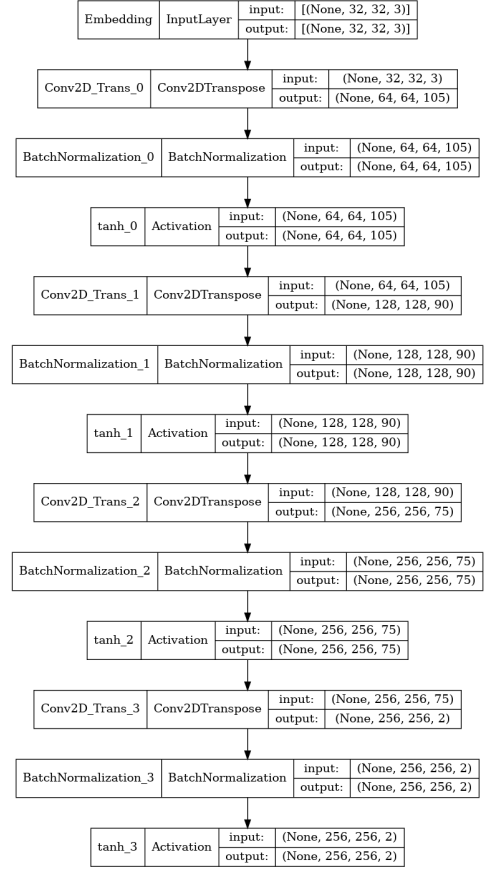 Embedding InputLayer input: [(None, 32, 32, 3)]
output: [(None, 32, 32, 3)]
Conv2D_Trans_0 Conv2DTranspose input: (None, 32, 32, 3)
output: (None, 64, 64, 105)
BatchNormalization_0 BatchNormalization input: (None, 64, 64, 105)
output: (None, 64, 64, 105)
tanh_0 Activation input: (None, 64, 64, 105)
output: (None, 64, 64, 105)
Conv2D_Trans_1 Conv2DTranspose input: (None, 64, 64, 105)
output: (None, 128, 128, 90)
BatchNormalization_1 BatchNormalization input: (None, 128, 128, 90)
output: (None, 128, 128, 90)
tanh_1 Activation input: (None, 128, 128, 90)
output: (None, 128, 128, 90)
Conv2D_Trans_2 Conv2DTranspose input: (None, 128, 128, 90)
output: (None, 256, 256, 75)
BatchNormalization_2 BatchNormalization input: (None, 256, 256, 75)
output: (None, 256, 256, 75)
tanh_2 Activation input: (None, 256, 256, 75)
output: (None, 256, 256, 75)
Conv2D_Trans_3 Conv2DTranspose input: (None, 256, 256, 75)
output: (None, 256, 256, 2)
BatchNormalization_3 BatchNormalization input: (None, 256, 256, 2)
output: (None, 256, 256, 2)
tanh_3 Activation input: (None, 256, 256, 2)
output: (None, 256, 256, 2)